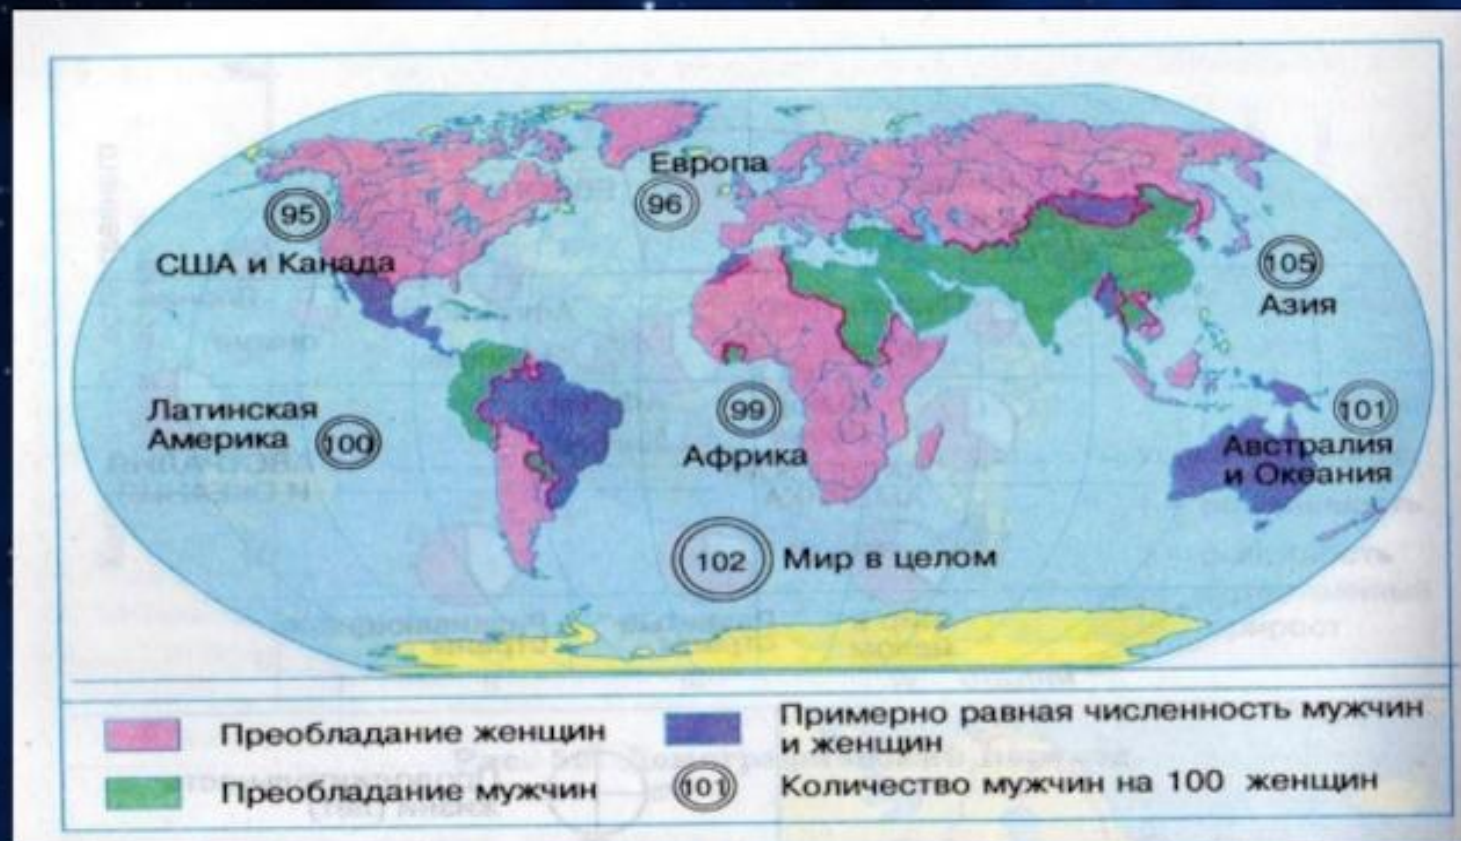 Европа
96
95
США и Канада
105
Азия
Латинская
Америка
100
99
Африка
101
Австралия
и Океания
102
Мир в целом
Преобладание женщин
Примерно равная численность мужчин
и женщин
Преобладание мужчин
101
Количество мужчин на 100 женщин